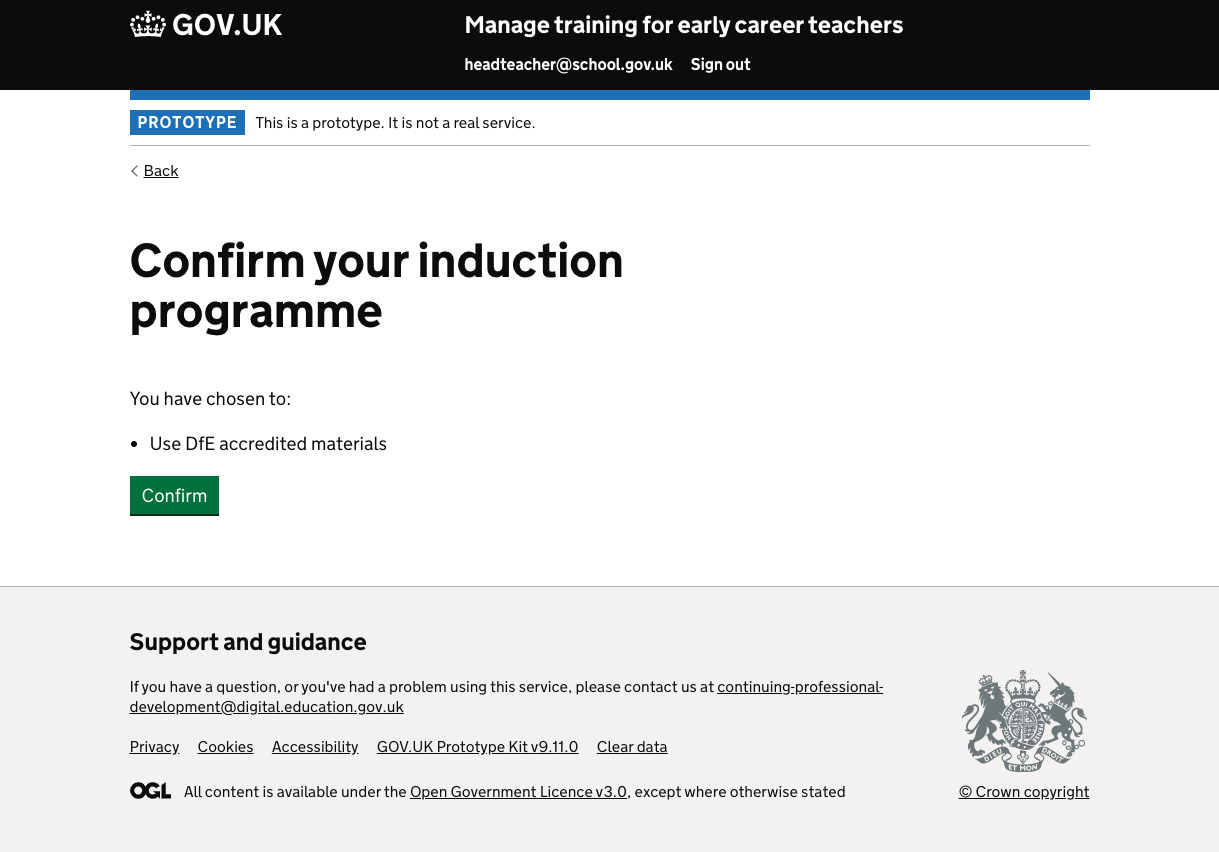 GOV.UK
Manage training for early career teachers
headteacher@school.gov.uk Sign out
PROTOTYPE This is a prototype. It is not a real service.
Back
Confirm your induction
programme
You have chosen to:
• Use DfE accredited materials
Confirm
Support and guidance
If you have a question, or you've had a problem using this service, please contact us at continuing-professional-
development@digital.education.gov.uk
Privacy Cookies Accessibility GOV.UK Prototype Kit v9.11.0 Clear data
OGL All content is available under the Open Government Licence v3.0, except where otherwise stated
DIEU ET MON DROIT
© Crown copyright